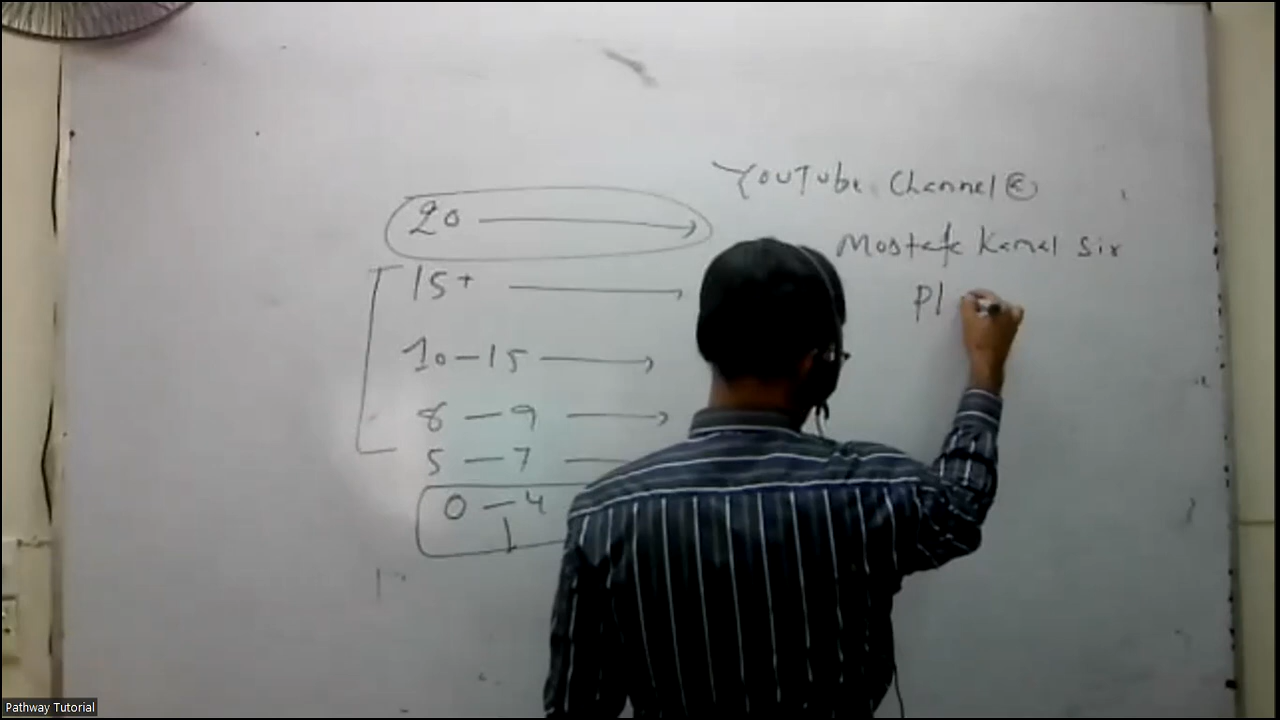 20 →
15+ →
10 – 15 →
8 – 9 →
5 – 7 —
0 – 4
YouTube Channel
Mostafa Kamal Sir
Pl
Pathway Tutorial